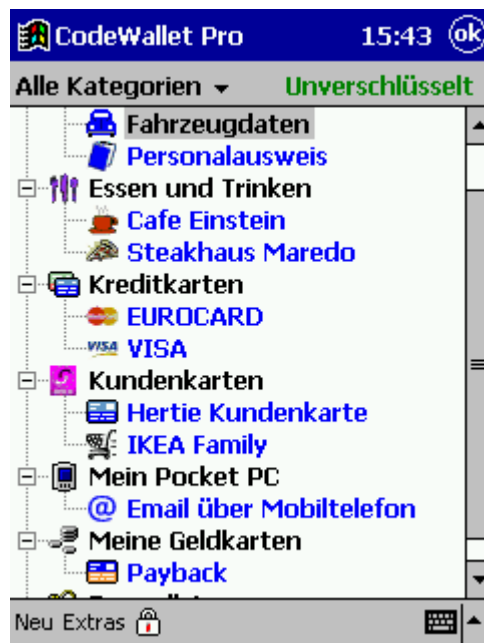 CodeWallet Pro 15:43 ok
Alle Kategorien Unverschlüsselt
Fahrzeugdaten
Personalausweis
Essen und Trinken
Cafe Einstein
Steakhaus Maredo
Kreditkarten
EUROCARD
VISA VISA
Kundenkarten
Hertie Kundenkarte
IKEA Family
Mein Pocket PC
@ Email über Mobiltelefon
Meine Geldkarten
Payback
Neu Extras